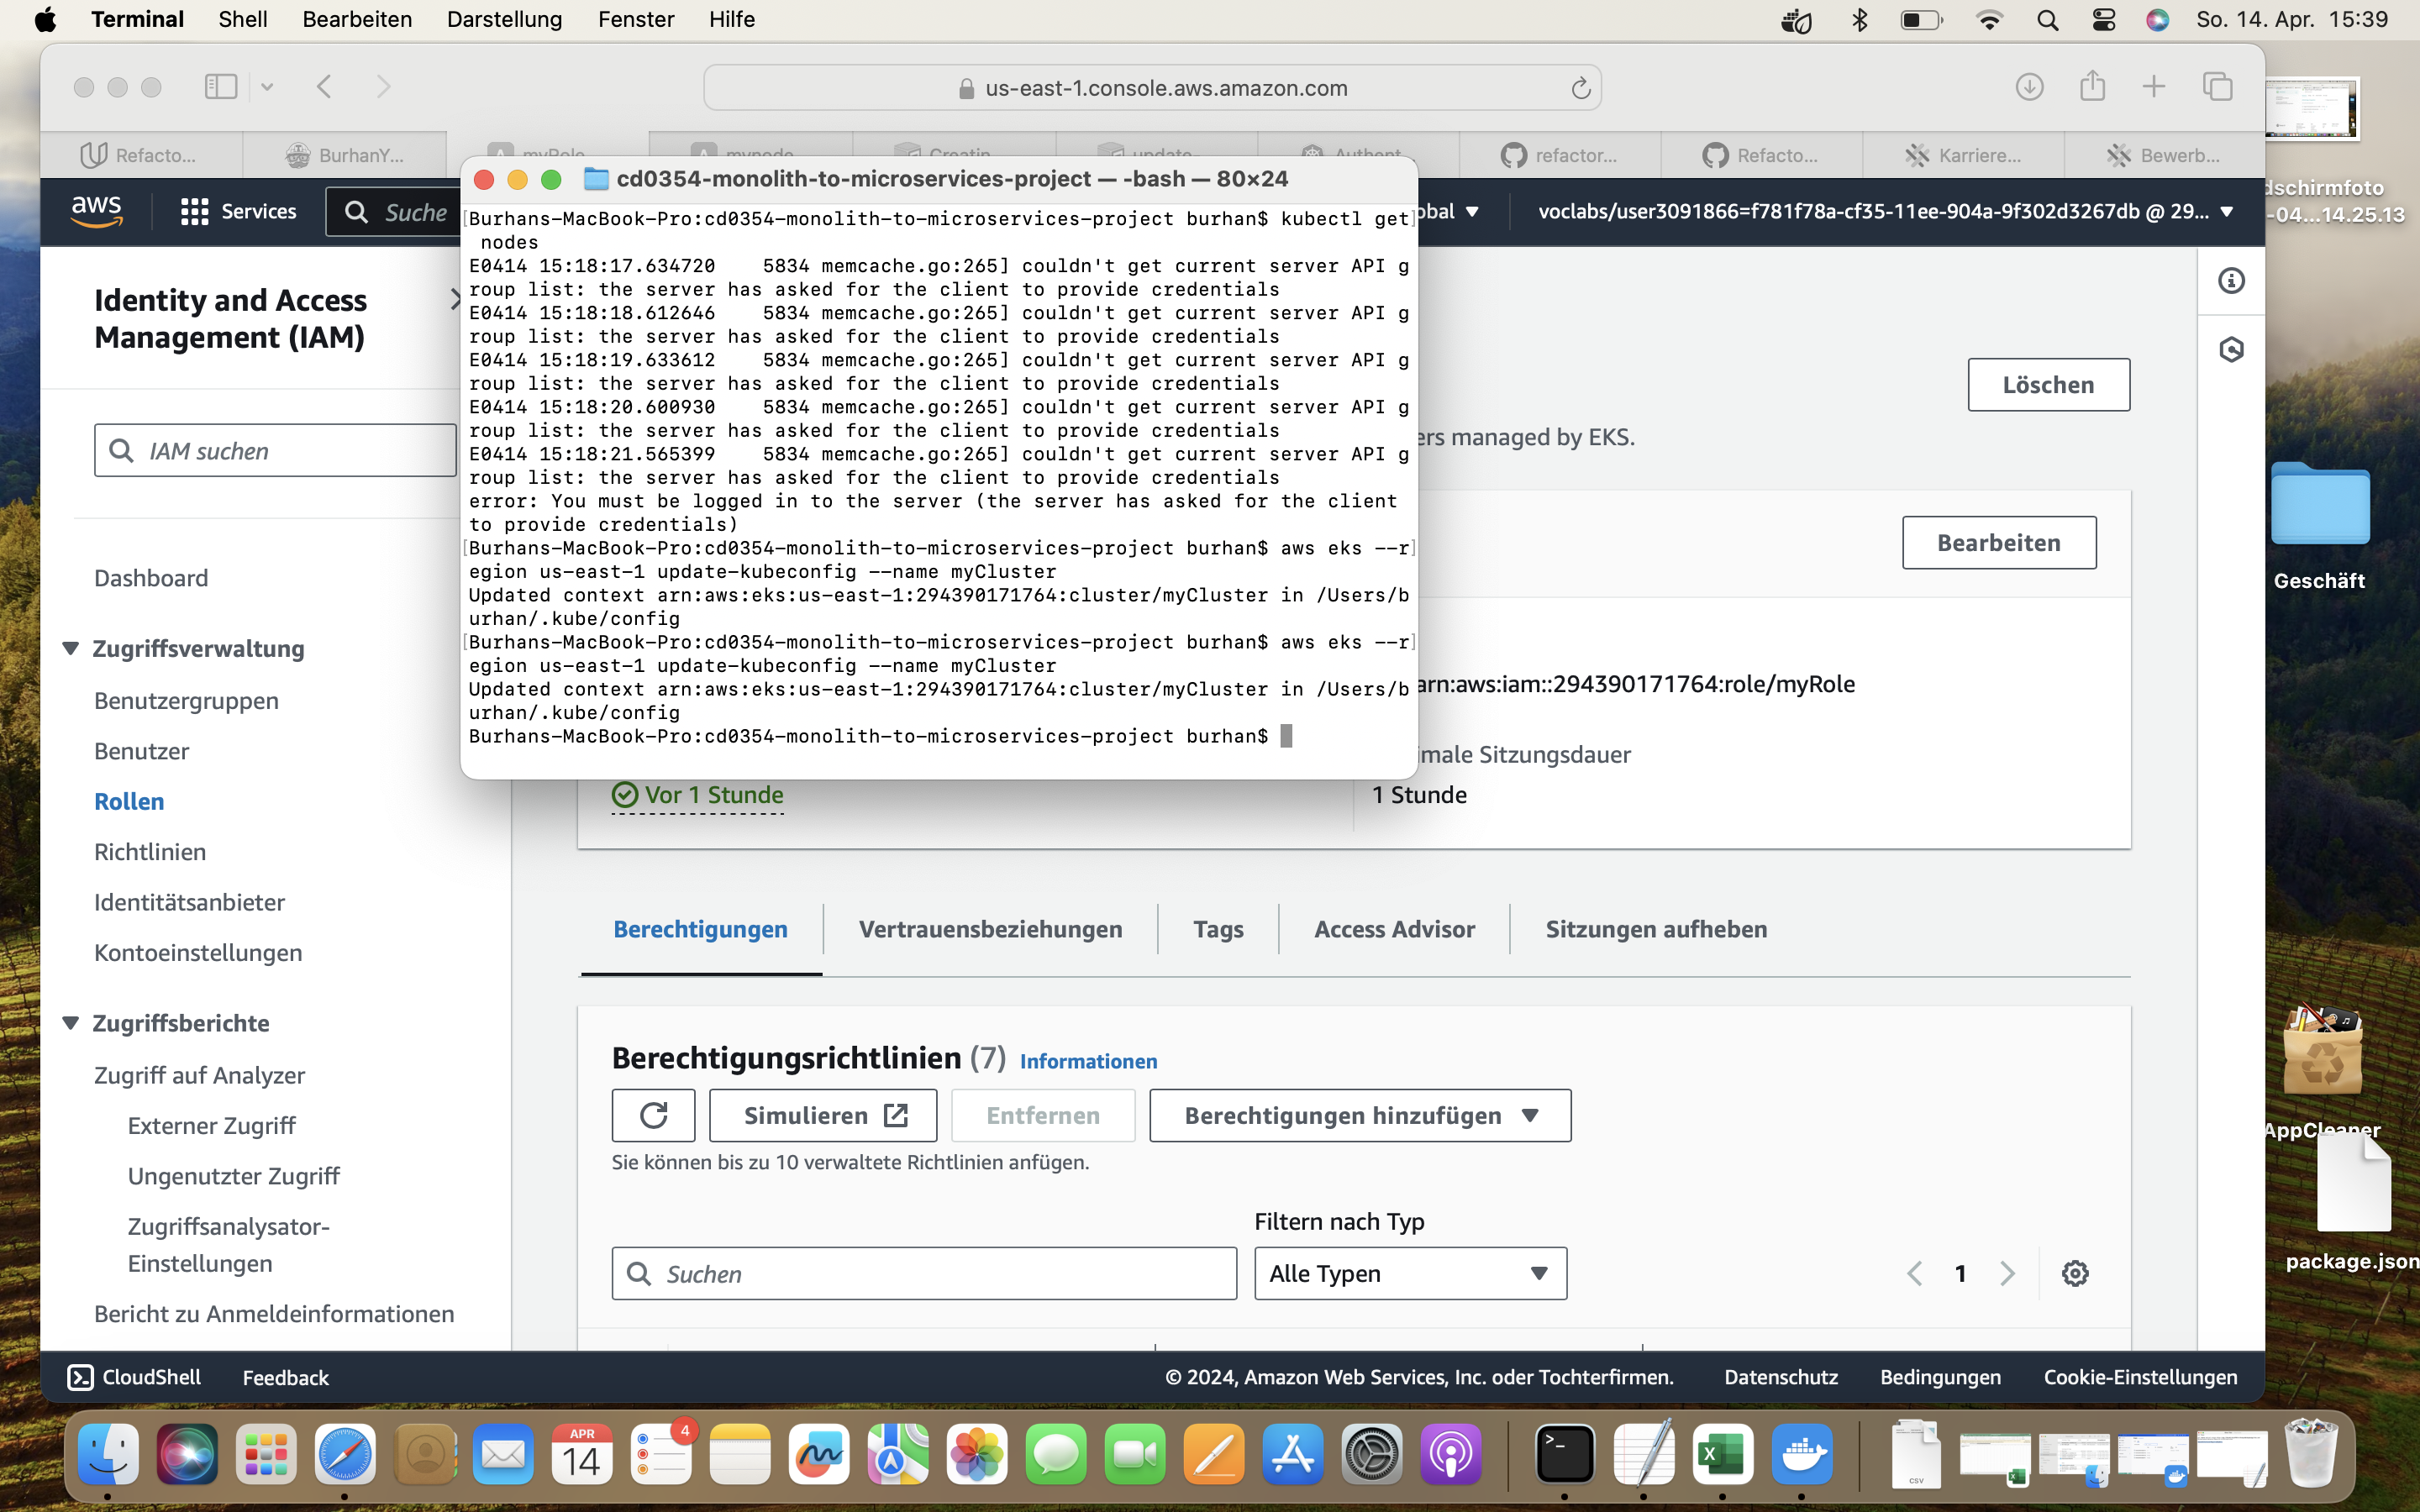 Terminal Shell Bearbeiten Darstellung Fenster Hilfe So. 14. Apr. 15:39
us-east-1.console.aws.amazon.com
Refacto... BurhanY... myRole mynode Creatin update- Authent refactor... Refacto... Karriere... Bewerb...
cd0354-monolith-to-microservices-project — -bash — 80×24
aws Services Suche obal voclabs/user3091866=f781f78a-cf35-11ee-904a-9f302d3267db @ 29...
dschirmfoto
-04...14.25.13
[Burhans-MacBook-Pro:cd0354-monolith-to-microservices-project burhan$ kubectl get]
nodes
E0414 15:18:17.634720 5834 memcache.go:265] couldn't get current server API g
roup list: the server has asked for the client to provide credentials
E0414 15:18:18.612646 5834 memcache.go:265] couldn't get current server API g
roup list: the server has asked for the client to provide credentials
E0414 15:18:19.633612 5834 memcache.go:265] couldn't get current server API g
roup list: the server has asked for the client to provide credentials
E0414 15:18:20.600930 5834 memcache.go:265] couldn't get current server API g
roup list: the server has asked for the client to provide credentials
E0414 15:18:21.565399 5834 memcache.go:265] couldn't get current server API g
roup list: the server has asked for the client to provide credentials
error: You must be logged in to the server (the server has asked for the client
to provide credentials)
[Burhans-MacBook-Pro:cd0354-monolith-to-microservices-project burhan$ aws eks --r]
egion us-east-1 update-kubeconfig --name myCluster
Updated context arn:aws:eks:us-east-1:294390171764:cluster/myCluster in /Users/b
urhan/.kube/config
[Burhans-MacBook-Pro:cd0354-monolith-to-microservices-project burhan$ aws eks --r]
egion us-east-1 update-kubeconfig --name myCluster
Updated context arn:aws:eks:us-east-1:294390171764:cluster/myCluster in /Users/b
urhan/.kube/config
Burhans-MacBook-Pro:cd0354-monolith-to-microservices-project burhan$
Identity and Access
Management (IAM)
IAM suchen
Dashboard
Zugriffsverwaltung
Benutzergruppen
Benutzer
Rollen
Richtlinien
Identitätsanbieter
Kontoeinstellungen
Zugriffsberichte
Zugriff auf Analyzer
Externer Zugriff
Ungenutzter Zugriff
Zugriffsanalysator-
Einstellungen
Bericht zu Anmeldeinformationen
Löschen
ers managed by EKS.
Bearbeiten
arn:aws:iam::294390171764:role/myRole
imale Sitzungsdauer
Vor 1 Stunde
1 Stunde
Berechtigungen Vertrauensbeziehungen Tags Access Advisor Sitzungen aufheben
Berechtigungsrichtlinien (7) Informationen
Simulieren Entfernen Berechtigungen hinzufügen
Sie können bis zu 10 verwaltete Richtlinien anfügen.
Filtern nach Typ
Suchen Alle Typen 1
Geschäft
AppCleaner
package.json
CloudShell Feedback © 2024, Amazon Web Services, Inc. oder Tochterfirmen. Datenschutz Bedingungen Cookie-Einstellungen
APR
14
4
CSV